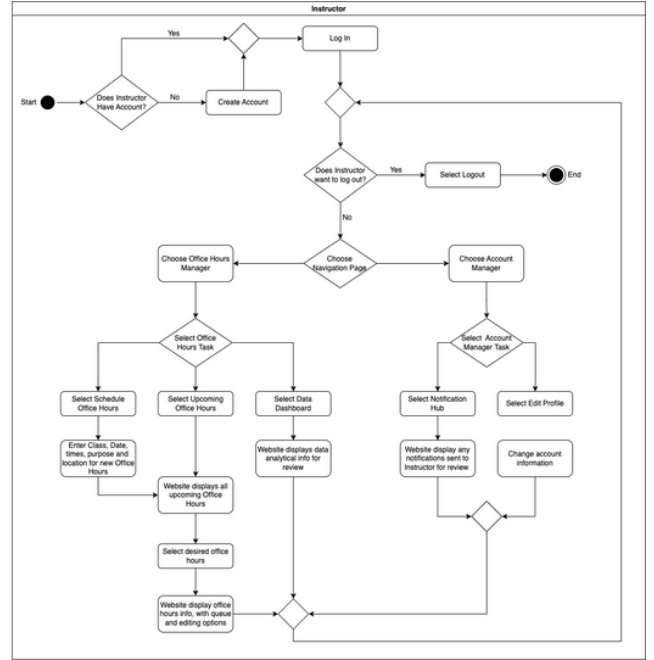 Instructor
Yes
Log In
Start
Does Instructor
Have Account?
No
Create Account
Does Instructor
want to log out?
Yes
Select Logout
End
No
Choose Office Hours
Manager
Choose
Navigation Page
Choose Account
Manager
Select Office
Hours Task
Select Account
Manager Task
Select Schedule
Office Hours
Select Upcoming
Office Hours
Select Data
Dashboard
Select Notification
Hub
Select Edit Profile
Enter Class, Date,
times, purpose and
location for new Office
Hours
Website displays data
analytical info for
review
Website display any
notifications sent to
Instructor for review
Change account
information
Website displays all
upcoming Office
Hours
Select desired office
hours
Website display office
hours info, with queue
and editing options